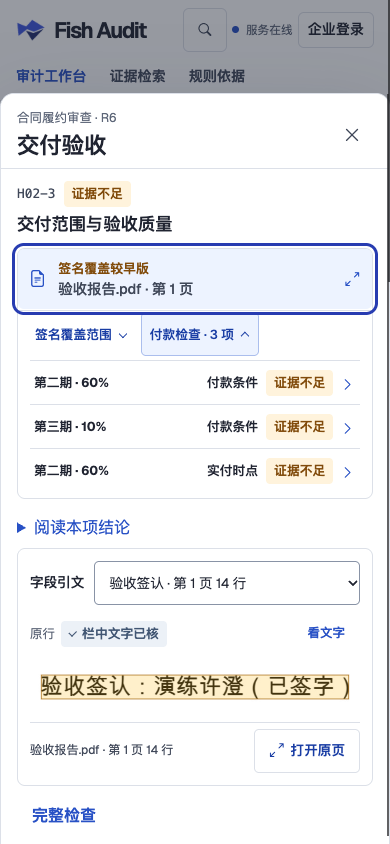 Fish Audit
服务在线
企业登录
审计工作台 证据检索 规则依据
合同履约审查 · R6
交付验收
H02-3 证据不足
交付范围与验收质量
签名覆盖较早版
验收报告.pdf · 第 1 页
签名覆盖范围 付款检查 · 3 项
第二期 · 60% 付款条件 证据不足
第三期 · 10% 付款条件 证据不足
第二期 · 60% 实付时点 证据不足
阅读本项结论
字段引文 验收签认 · 第 1 页 14 行
原行 栏中文字已核 看文字
验收签认：演练许澄（已签字）
验收报告.pdf · 第 1 页 14 行 打开原页
完整检查